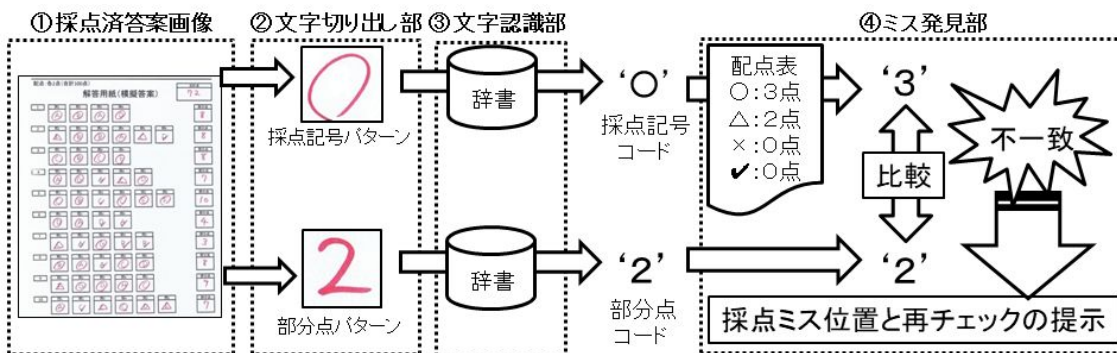 ①採点済答案画像
②文字切り出し部
③文字認識部
④ミス発見部
解答用紙(模擬答案)
72
採点記号パターン
辞書
'○'
採点記号
コード
配点表
○:3点
△:2点
×:0点
✔:0点
'3'
比較
不一致
2
部分点パターン
辞書
'2'
部分点
コード
'2'
採点ミス位置と再チェックの提示